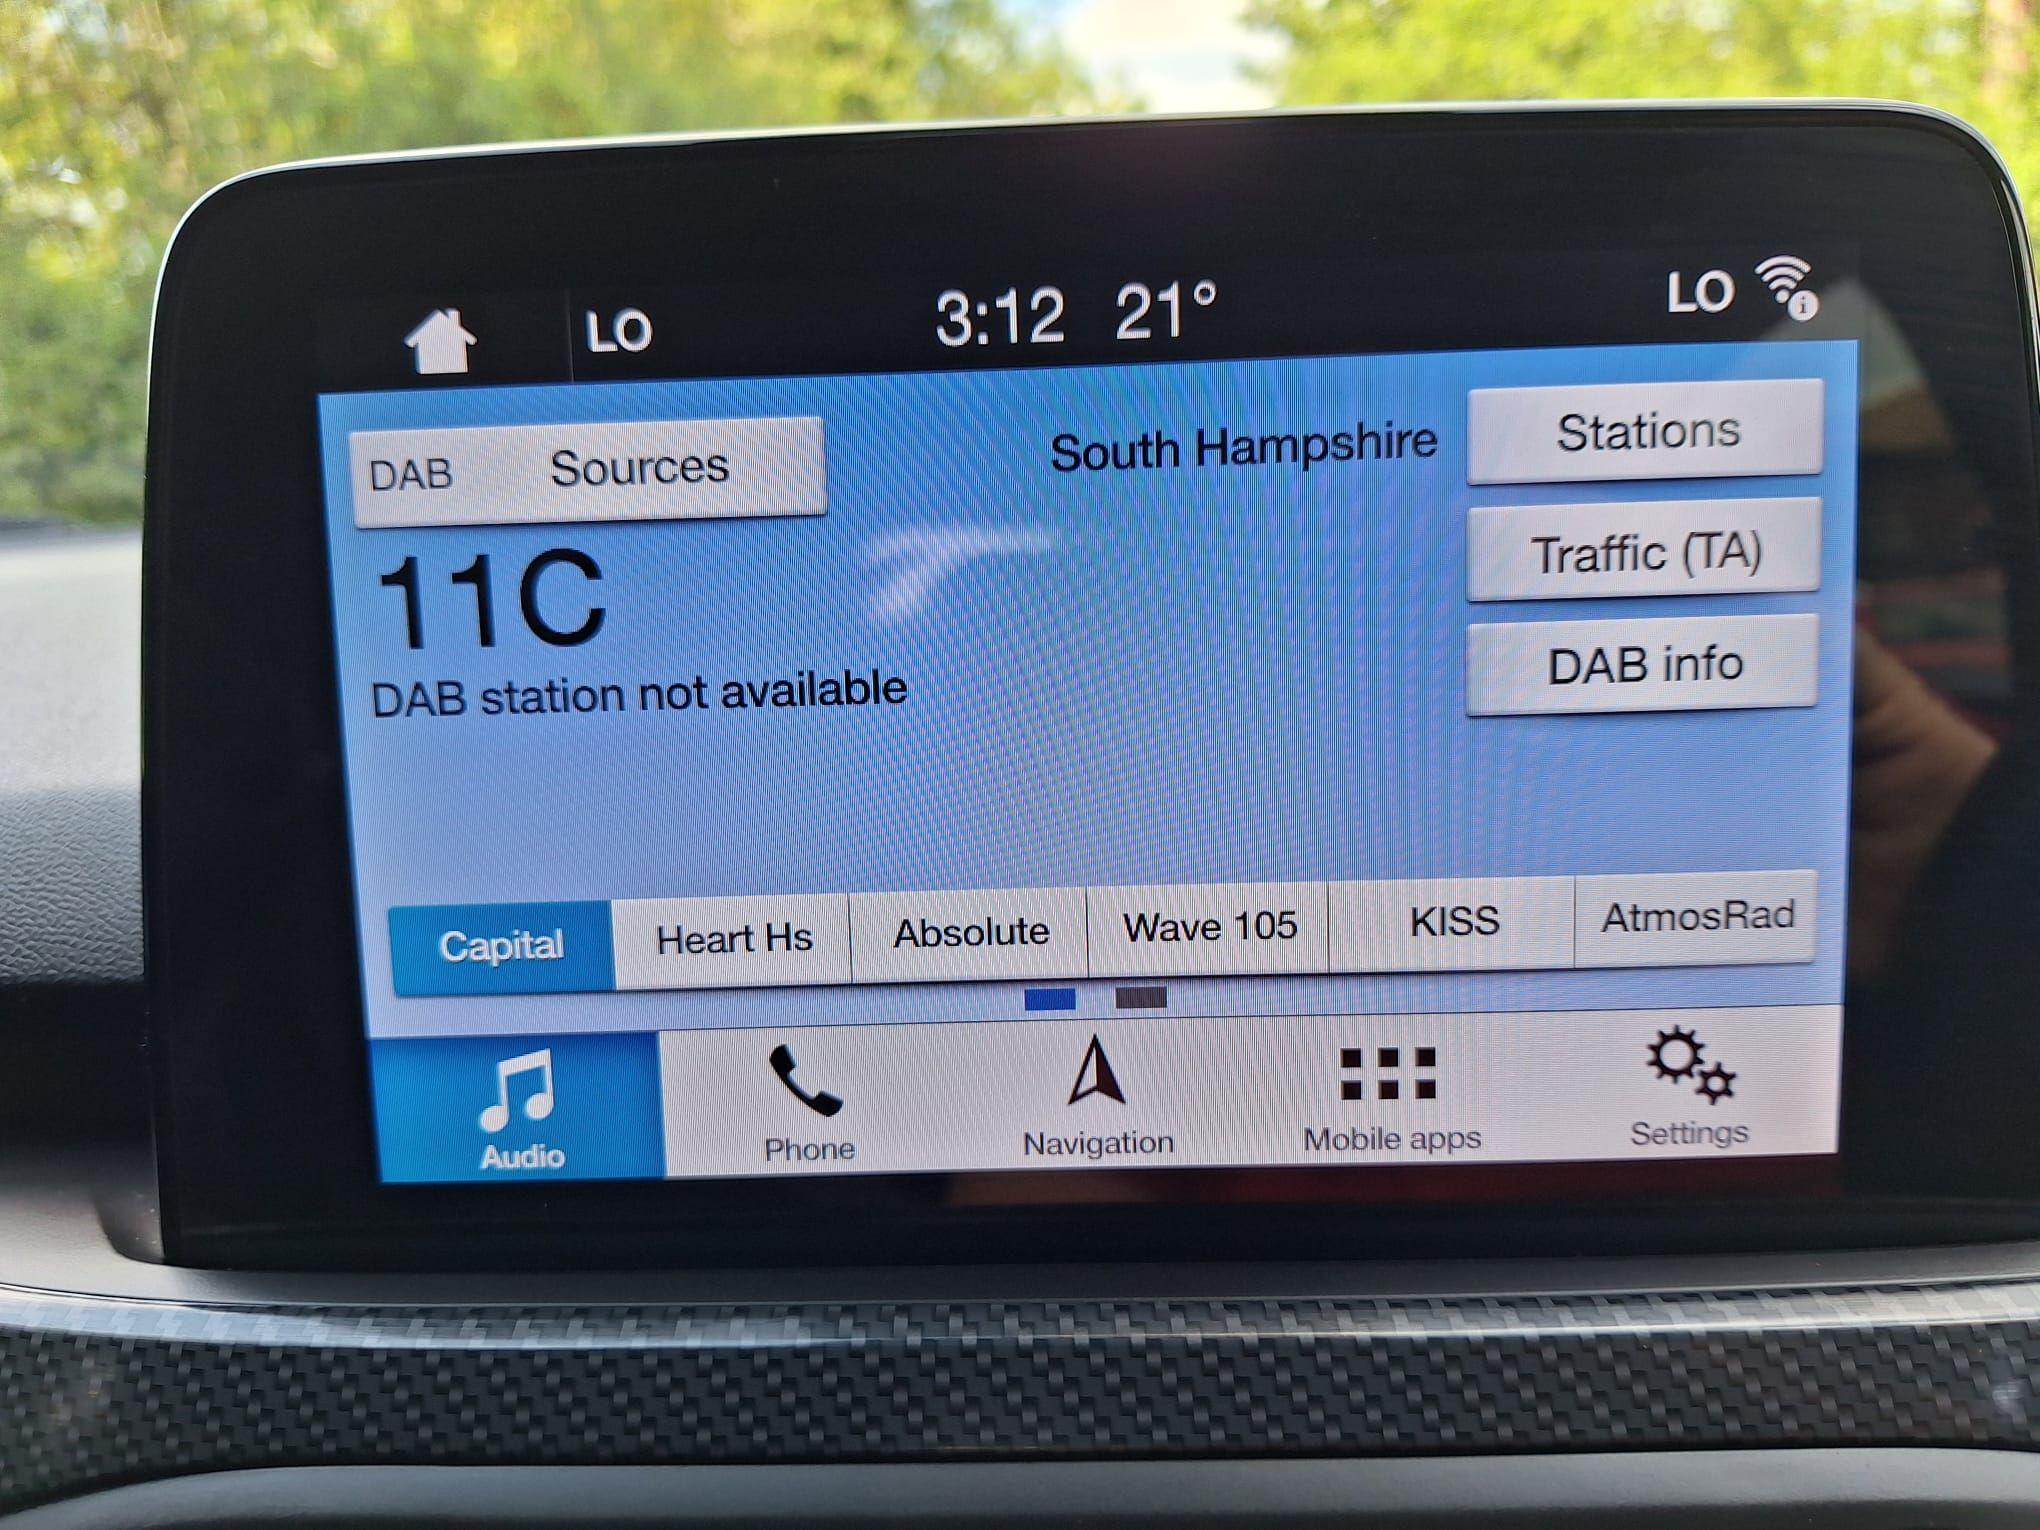 LO 3:12 21° LO
DAB Sources
South Hampshire
Stations
11C
Traffic (TA)
DAB station not available
DAB info
Capital Heart Hs Absolute Wave 105 KISS AtmosRad
Audio Phone Navigation Mobile apps Settings